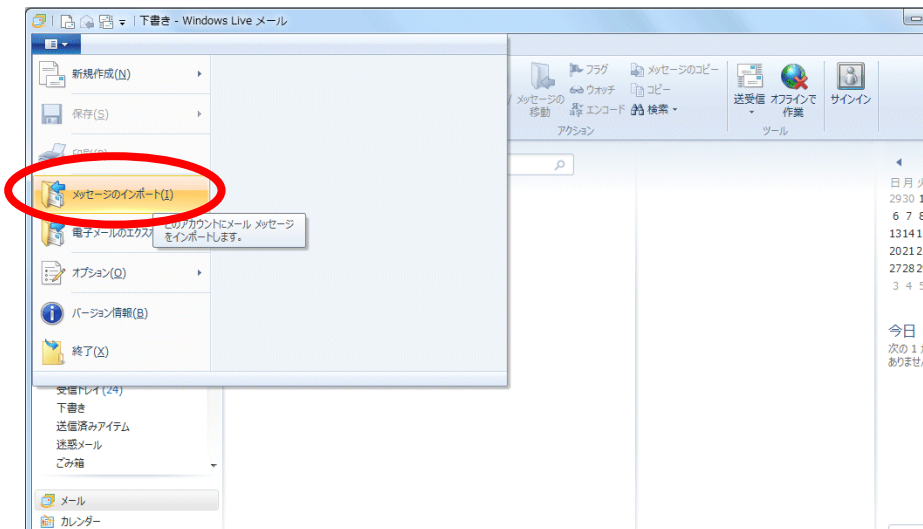 下書き - Windows Live メール
新規作成(N)
保存(S)
メッセージのインポート(I)
このアカウントにメール メッセージ
をインポートします。
電子メールのエクスポ
オプション(O)
バージョン情報(B)
終了(X)
メッセージの
移動
フラグ
ウォッチ
エンコード
メッセージのコピー
コピー
検索
アクション
送受信
オフラインで
作業
サインイン
ツール
日 月 火
29 30 1
6 7 8
13 14 1
20 21 2
27 28 2
3 4 5
今日
次の 1
ありませ
受信トレイ (24)
下書き
送信済みアイテム
迷惑メール
ごみ箱
メール
カレンダー